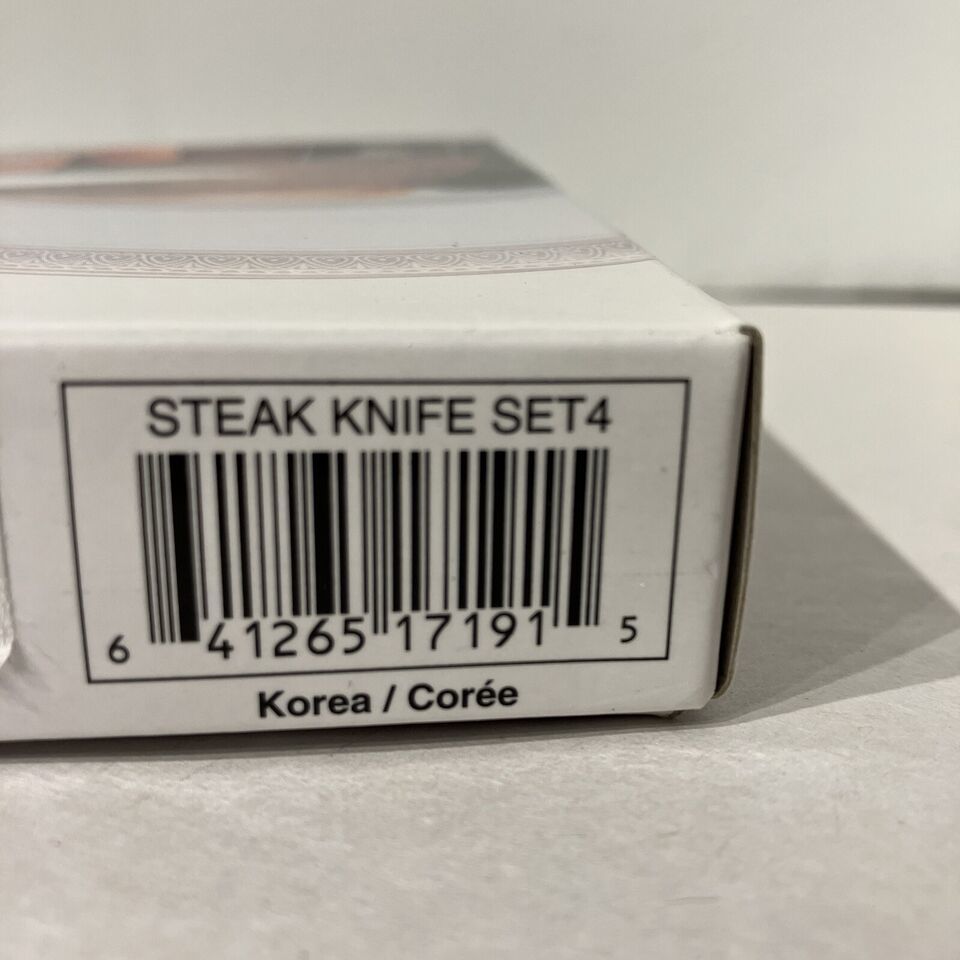 STEAK KNIFE SET4
6 41265 17191 5
Korea / Corée